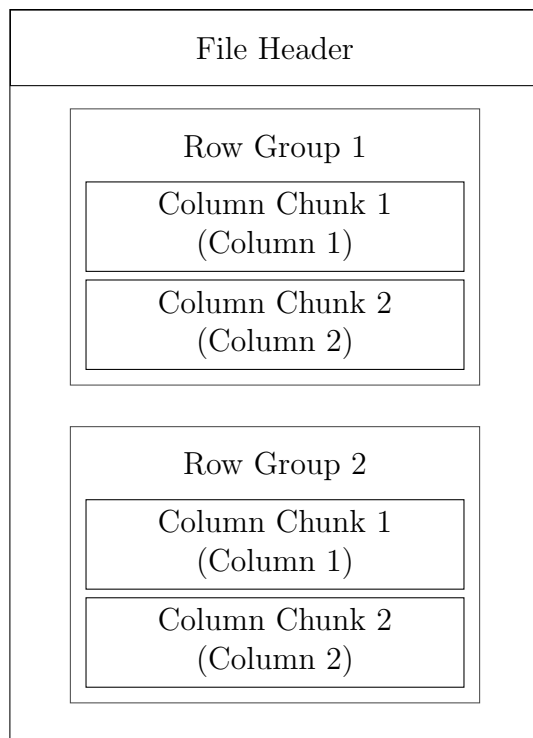 File Header
Row Group 1
Column Chunk 1
(Column 1)
Column Chunk 2
(Column 2)
Row Group 2
Column Chunk 1
(Column 1)
Column Chunk 2
(Column 2)